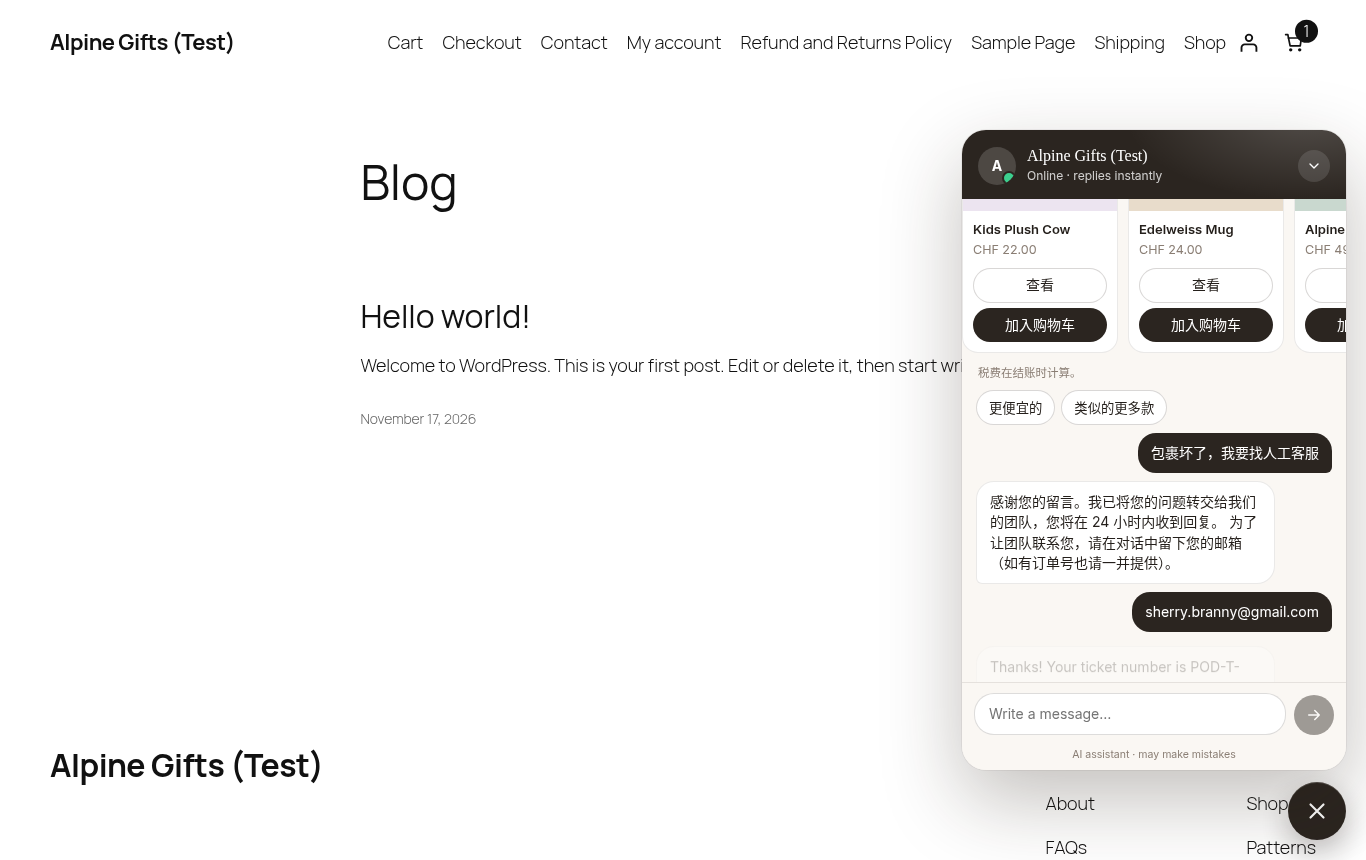 Alpine Gifts (Test)
Cart Checkout Contact My account Refund and Returns Policy Sample Page Shipping Shop
1
Blog
Hello world!
Welcome to WordPress. This is your first post. Edit or delete it, then start wri
November 17, 2026
Alpine Gifts (Test)
About
Shop
FAQs
Patterns
A
Alpine Gifts (Test)
Online · replies instantly
Kids Plush Cow
CHF 22.00
查看
加入购物车
Edelweiss Mug
CHF 24.00
查看
加入购物车
Alpine
CHF 49
税费在结账时计算。
更便宜的
类似的更多款
包裹坏了，我要找人工客服
感谢您的留言。我已将您的问题转交给我们
的团队，您将在 24 小时内收到回复。 为了
让团队联系您，请在对话中留下您的邮箱
（如有订单号也请一并提供）。
sherry.branny@gmail.com
Thanks! Your ticket number is POD-T-
Write a message...
AI assistant · may make mistakes